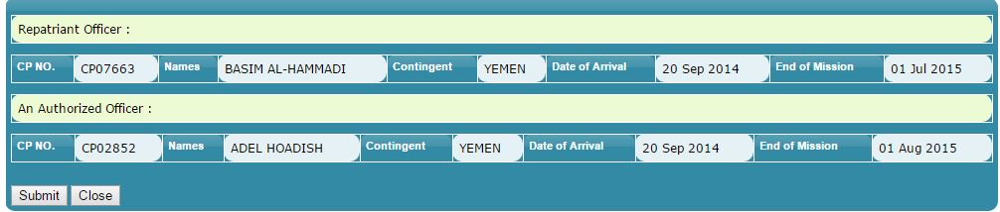 Repatriant Officer :
CP NO. CP07663 Names BASIM AL-HAMMADI Contingent YEMEN Date of Arrival 20 Sep 2014 End of Mission 01 Jul 2015
An Authorized Officer :
CP NO. CP02852 Names ADEL HOADISH Contingent YEMEN Date of Arrival 20 Sep 2014 End of Mission 01 Aug 2015
Submit Close